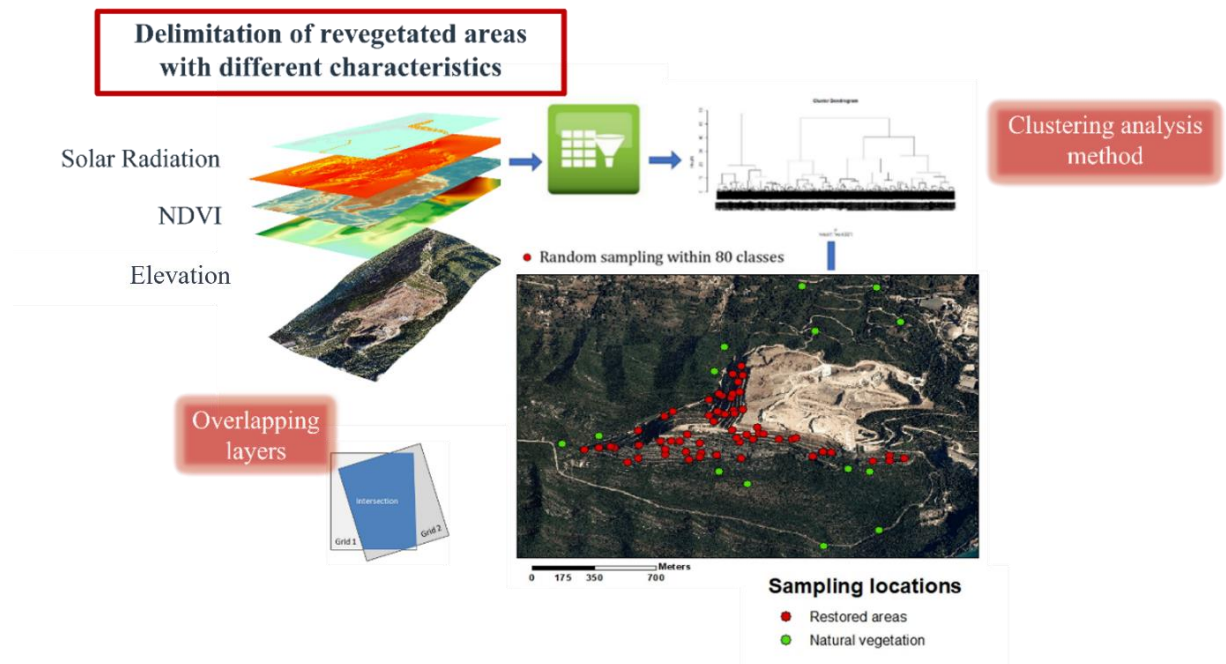 Delimitation of revegetated areas
with different characteristics
Solar Radiation
NDVI
Elevation
Cluster Dendrogram
Clustering analysis
method
Random sampling within 80 classes
Overlapping
layers
Intersection
Grid 1
Grid 2
Meters
0 175 350 700
Sampling locations
Restored areas
Natural vegetation